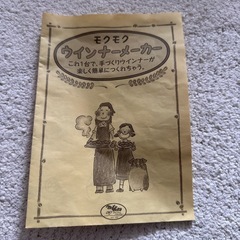 モクモク
ウインナーメーカー
これ1台で、手づくりウインナーが
楽しく簡単につくれちゃう。